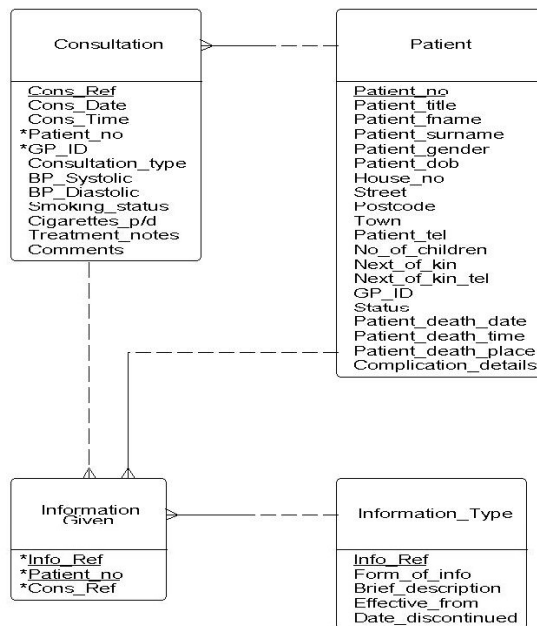 Consultation
Cons_Ref
Cons_Date
Cons_Time
*Patient_no
*GP_ID
Consultation_type
BP_Systolic
BP_Diastolic
Smoking_status
Cigarettes_p/d
Treatment_notes
Comments
Patient
Patient_no
Patient_title
Patient_fname
Patient_surname
Patient_gender
Patient_dob
House_no
Street
Postcode
Town
Patient_tel
No_of_children
Next_of_kin
Next_of_kin_tel
GP_ID
Status
Patient_death_date
Patient_death_time
Patient_death_place
Complication_details
Information
Given
*Info_Ref
*Patient_no
*Cons_Ref
Information_Type
Info_Ref
Form_of_info
Brief_description
Effective_from
Date_discontinued